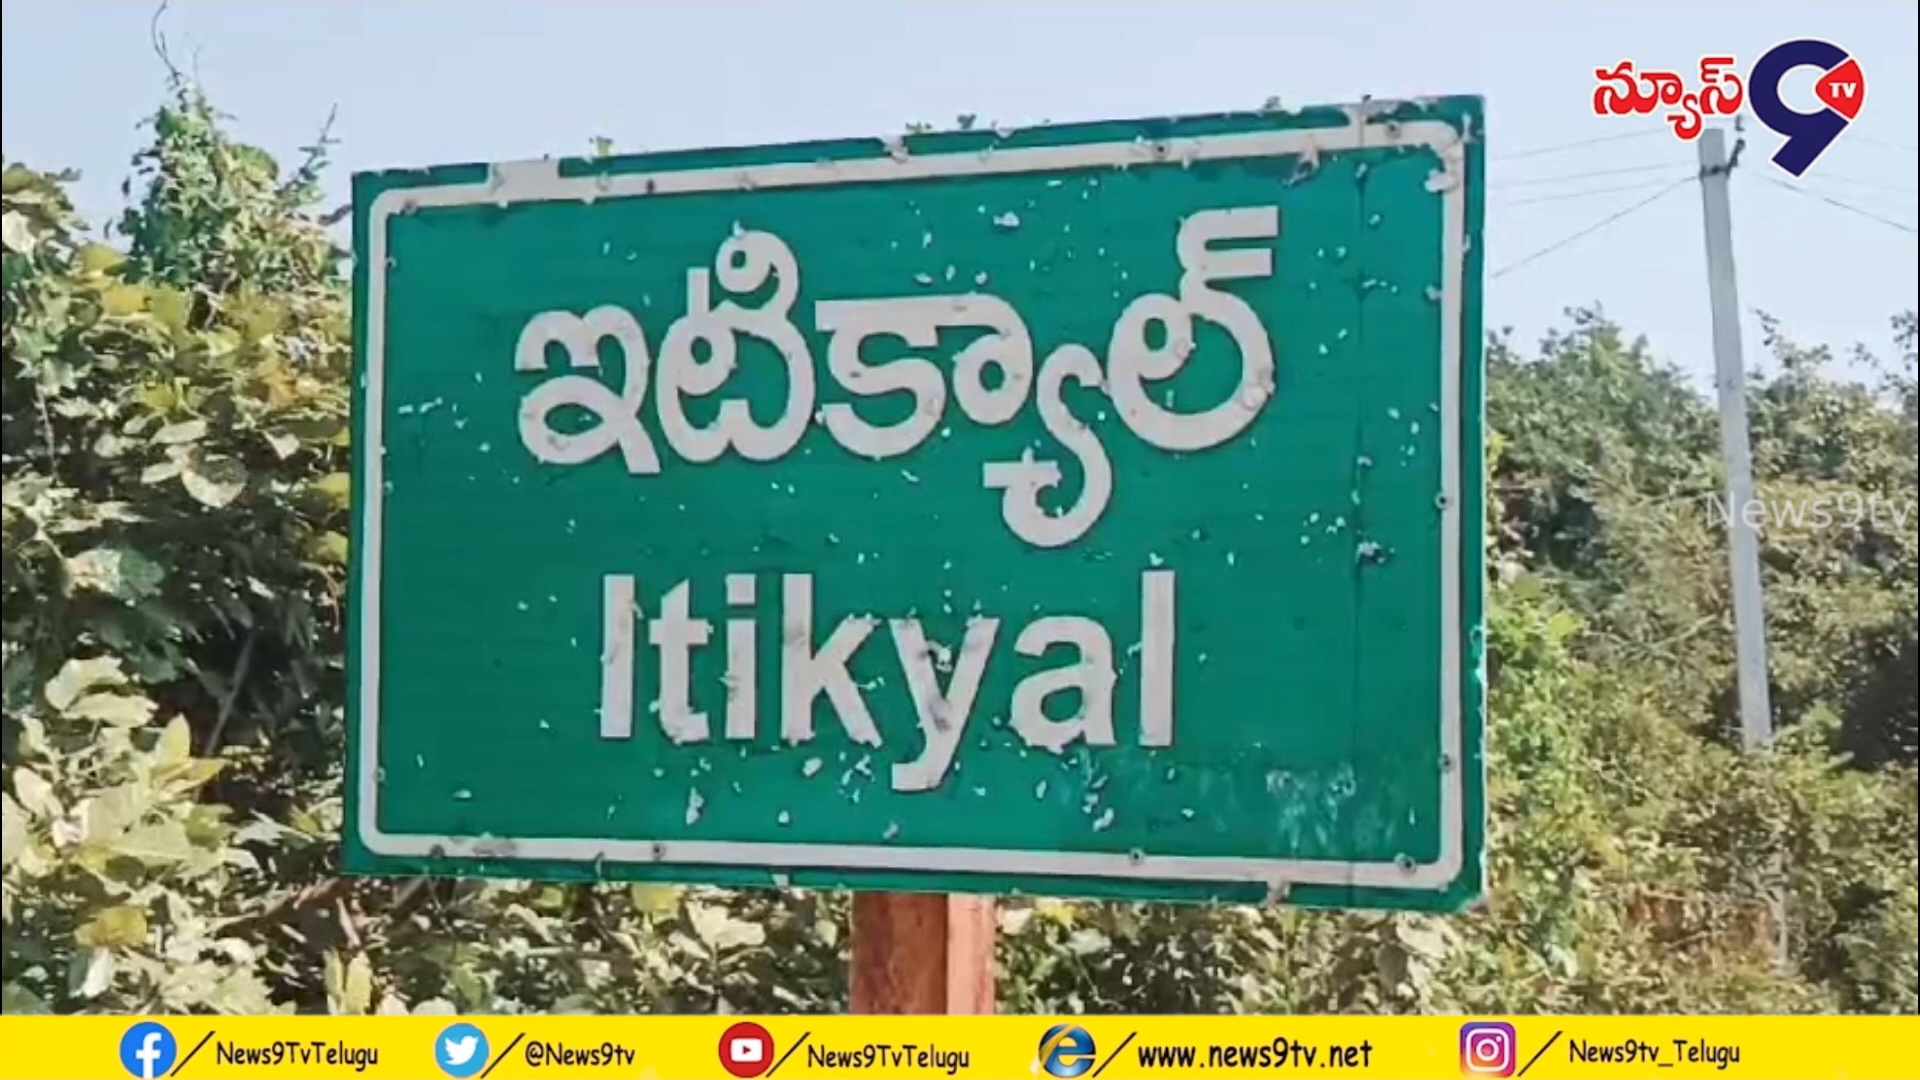 న్యూస్ 9 TV
ఇటిక్యాల్
News9tv
Itikyal
News9TvTelugu
@News9tv
News9TvTelugu
www.news9tv.net
News9tv_Telugu